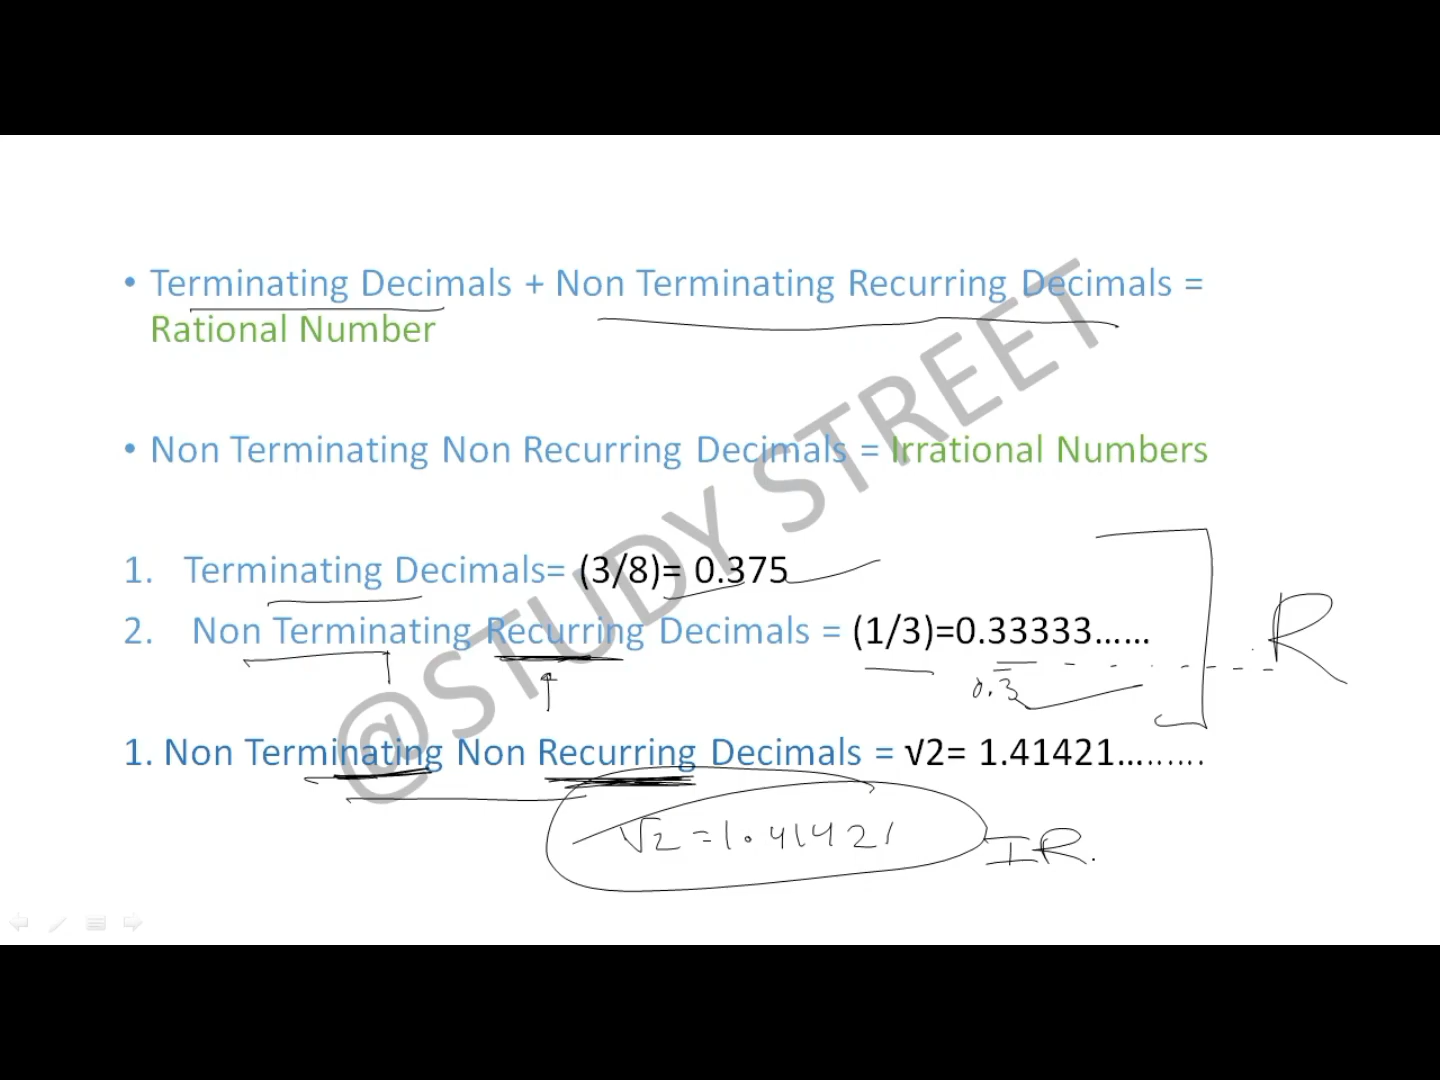 • Terminating Decimals + Non Terminating Recurring Decimals =
Rational Number
• Non Terminating Non Recurring Decimals = Irrational Numbers
1. Terminating Decimals= (3/8)= 0.375
2. Non Terminating Recurring Decimals = (1/3)=0.33333......
R
0.3
1. Non Terminating Non Recurring Decimals = √2= 1.41421.........
√2 = 1.41421
IR.
@STUDY STREET